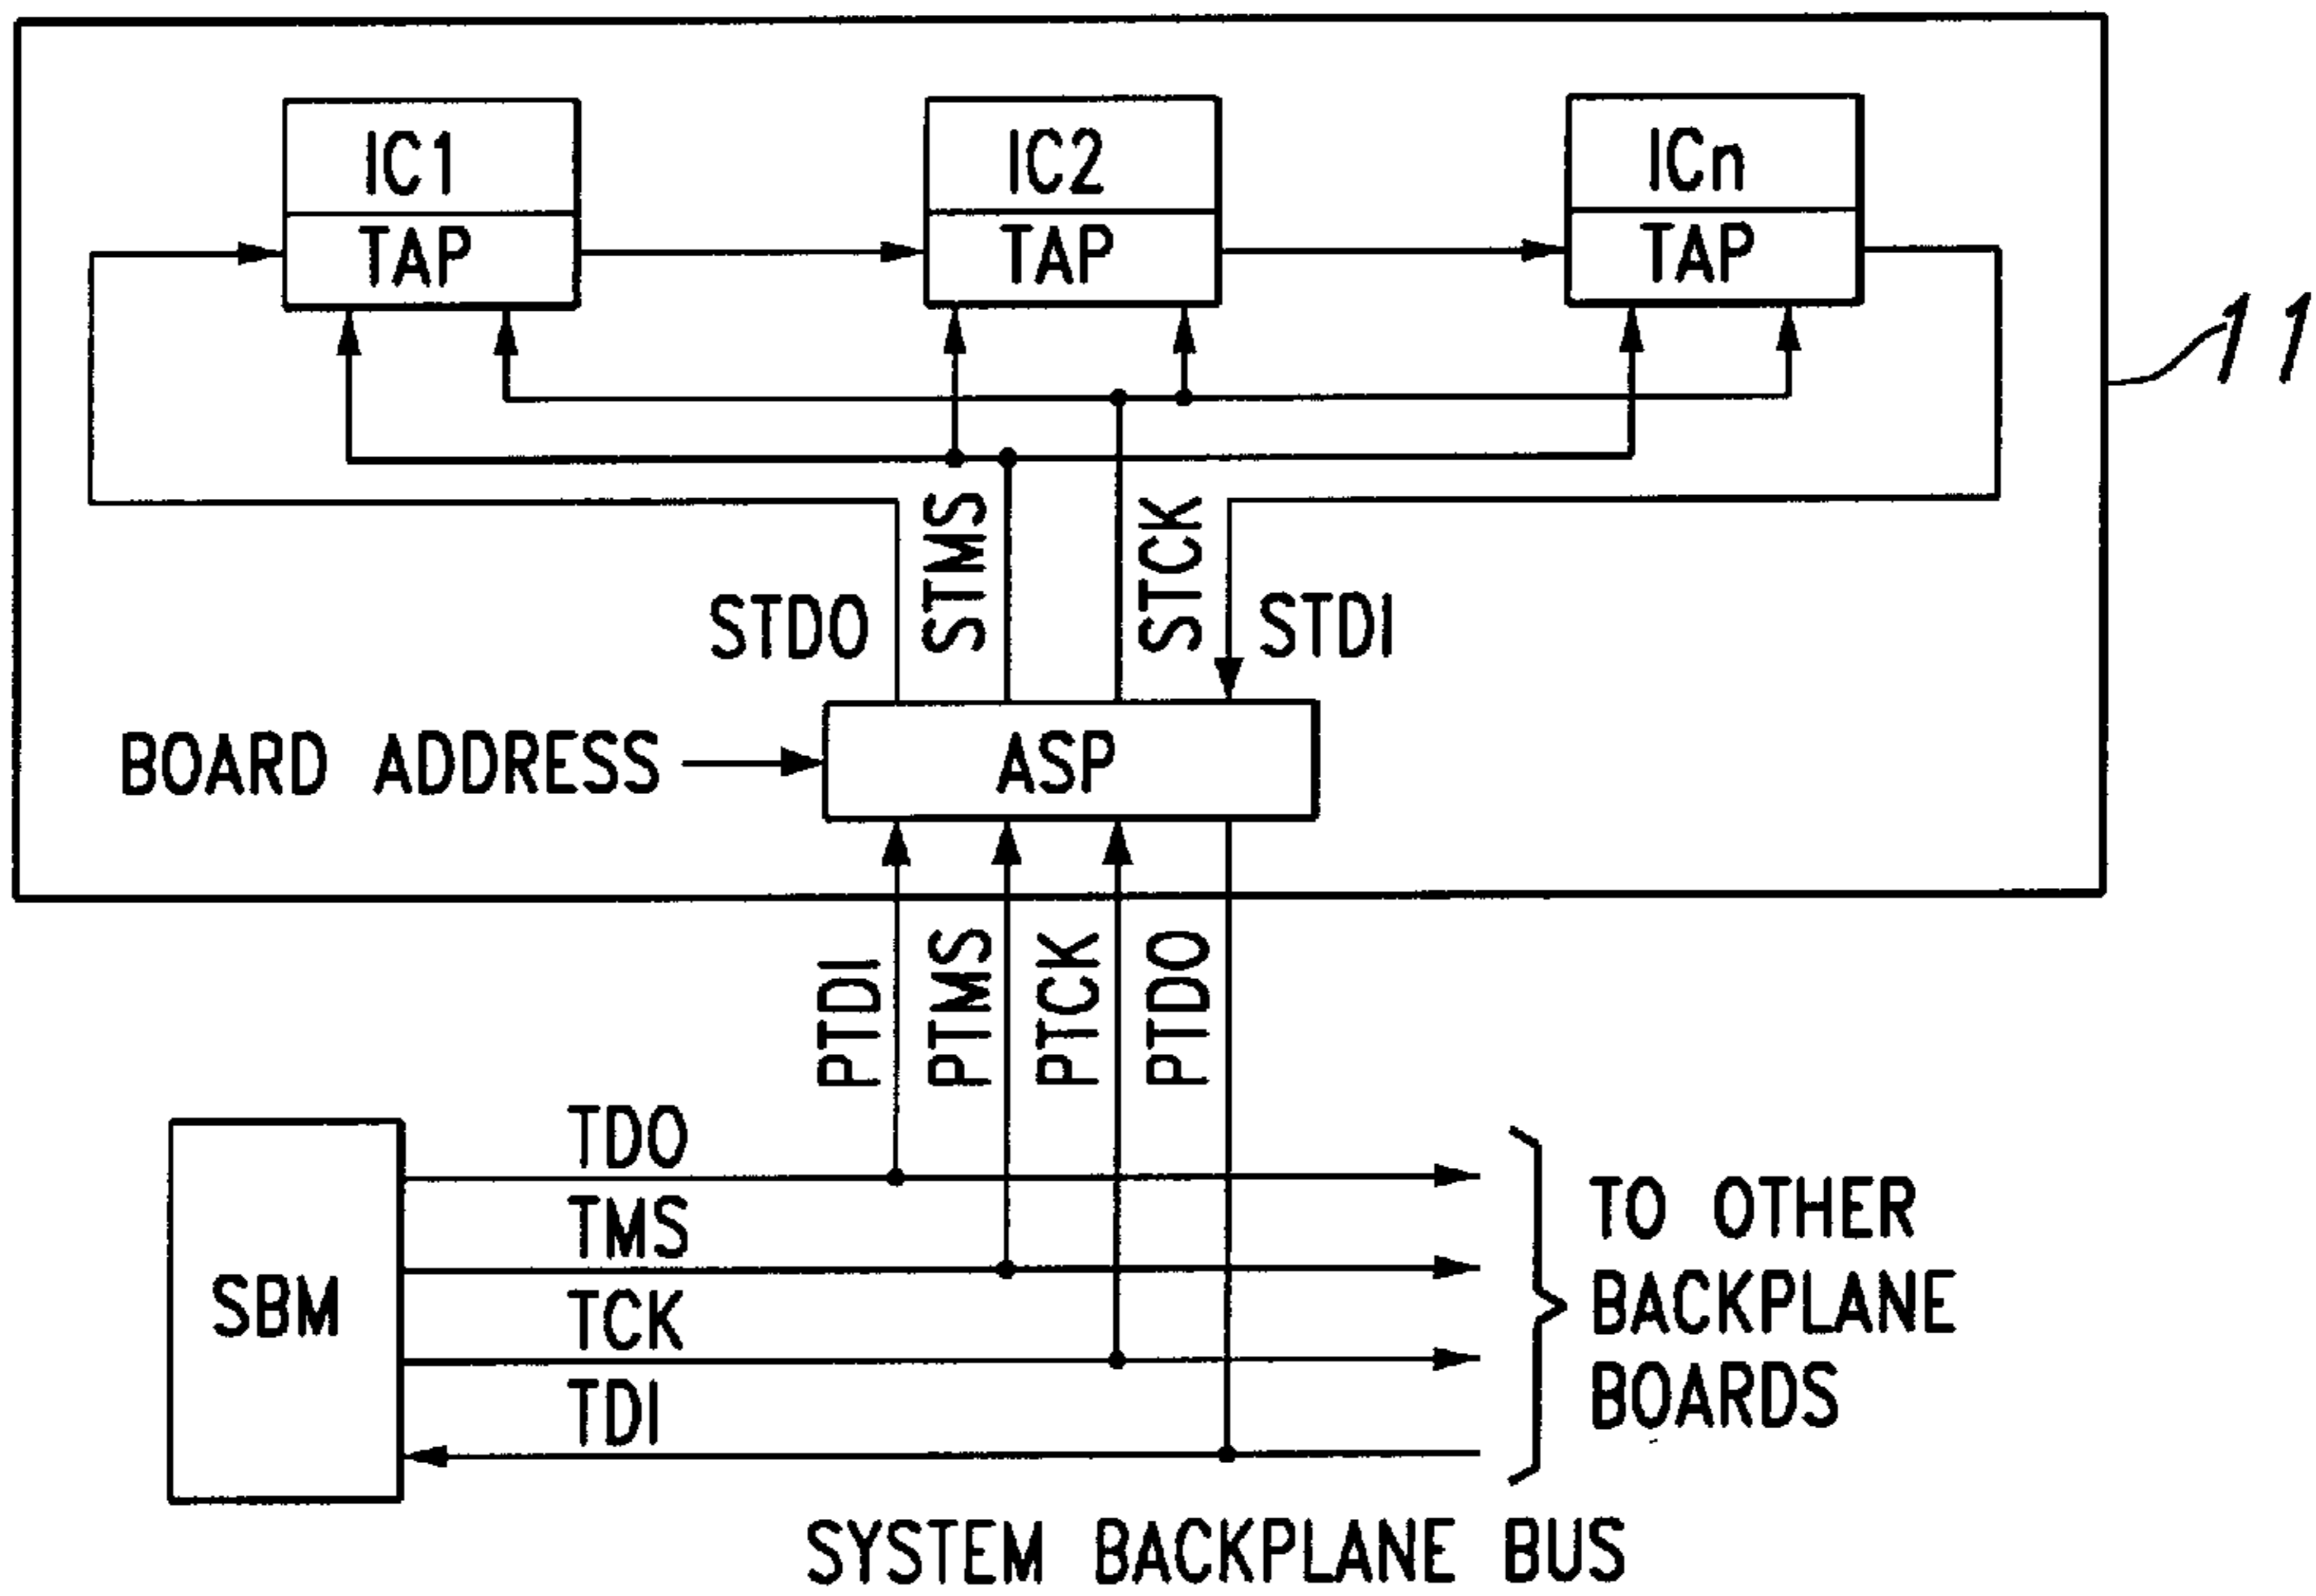 IC1
IC2
ICn
TAP
TAP
TAP
11
STDO
STMS
STCK
STDI
BOARD ADDRESS
ASP
PTDI
PTMS
PTCK
PTDO
TDO
TMS
TCK
TDI
SBM
TO OTHER
BACKPLANE
BOARDS
SYSTEM BACKPLANE BUS